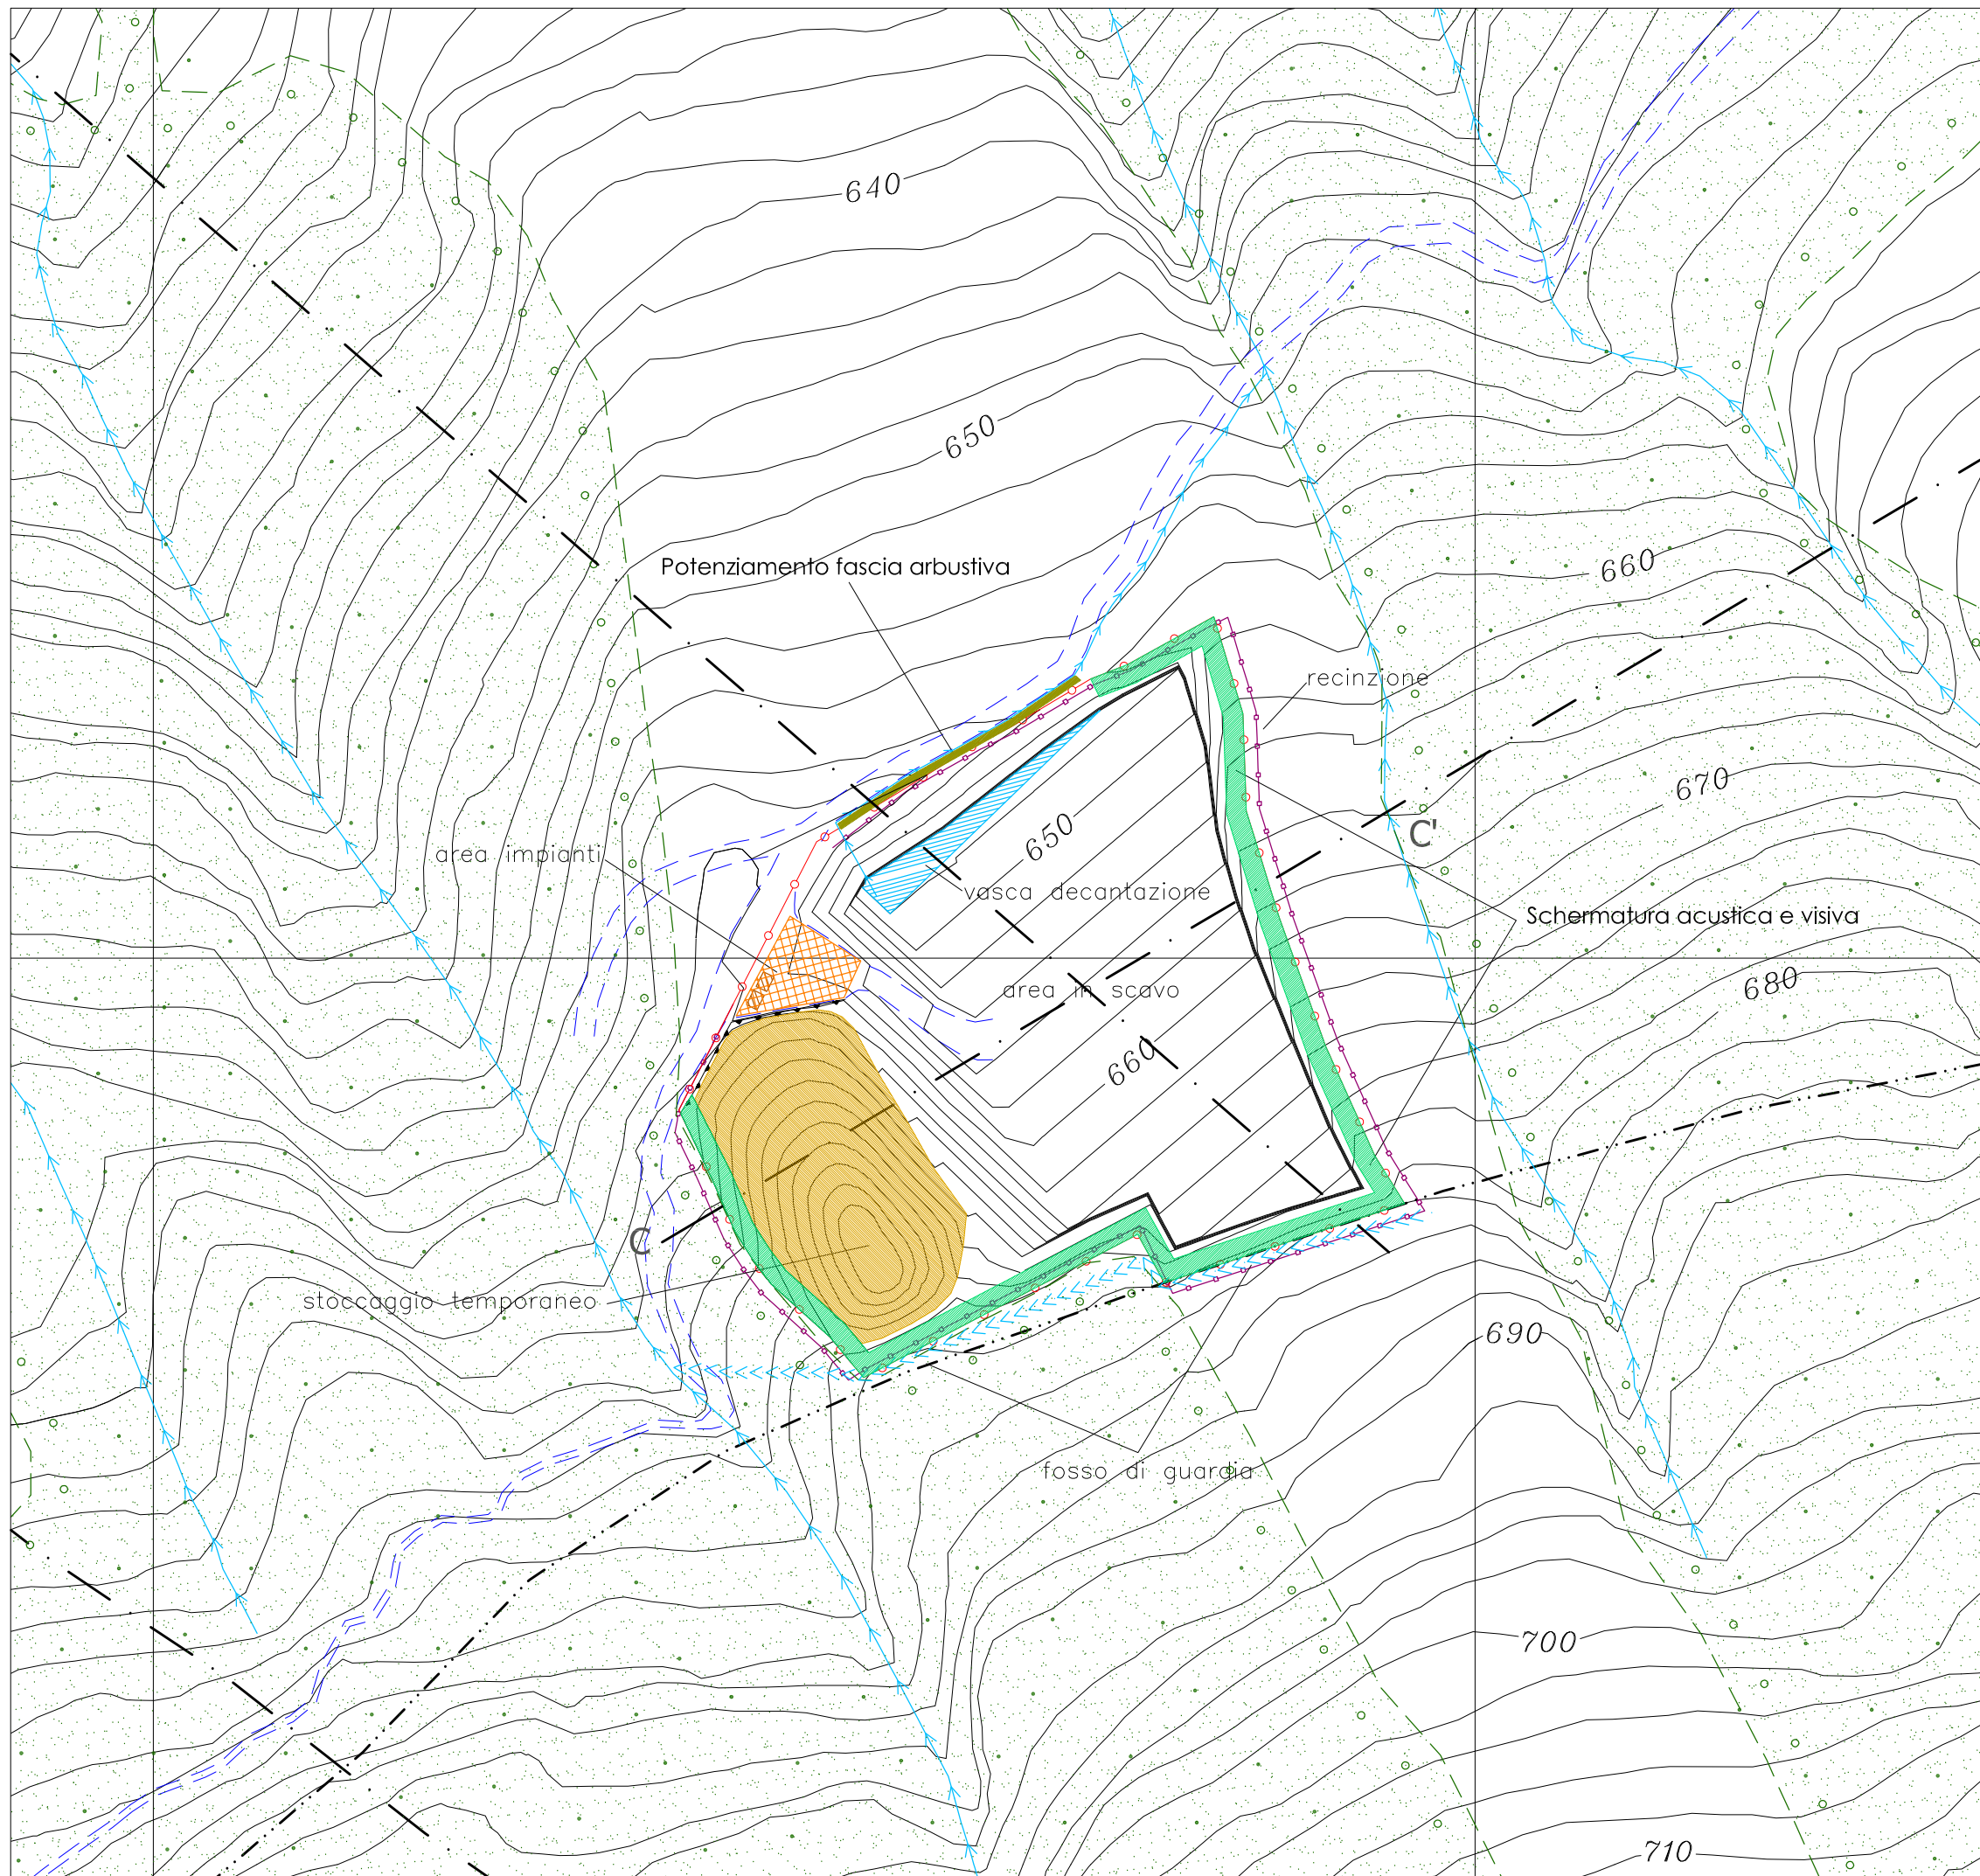 640
650
Potenziamento fascia arbustiva
660
recinzione
670
650
area impianti
C'
vasca decantazione
Schermatura acustica e visiva
680
area in scavo
660
C
stoccaggio temporaneo
690
fosso di guardia
700
710